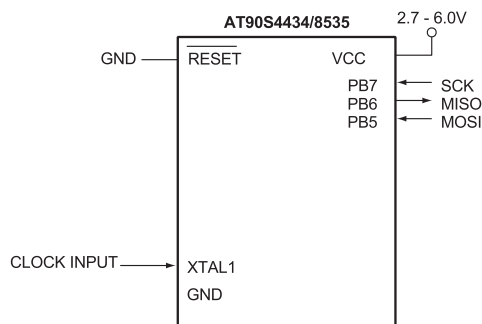 AT90S4434/8535
2.7 - 6.0V
GND
RESET
VCC
PB7
SCK
PB6
MISO
PB5
MOSI
CLOCK INPUT
XTAL1
GND